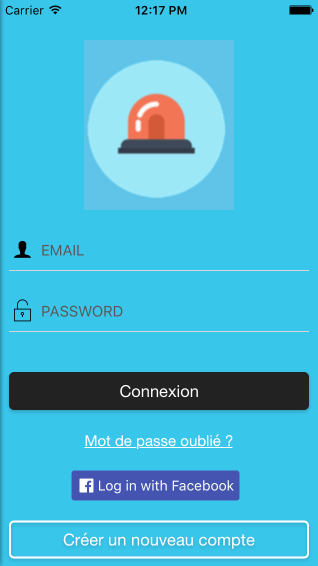 Carrier 12:17 PM
EMAIL
PASSWORD
Connexion
Mot de passe oublié ?
Log in with Facebook
Créer un nouveau compte